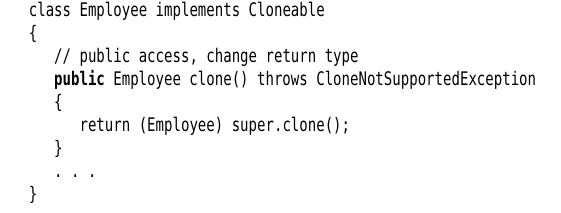 class Employee implements Cloneable
{
   // public access, change return type
   public Employee clone() throws CloneNotSupportedException
   {
      return (Employee) super.clone();
   }
   . . .
}